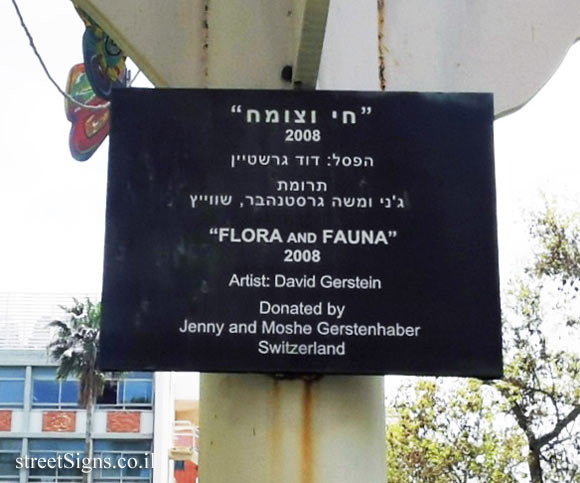 "חי וצומח"
2008
הפסל: דוד גרשטיין
תרומת
ג'ני ומשה גרסטנהבר, שווייץ
"FLORA AND FAUNA"
2008
Artist: David Gerstein
Donated by
Jenny and Moshe Gerstenhaber
Switzerland
streetSigns.co.il